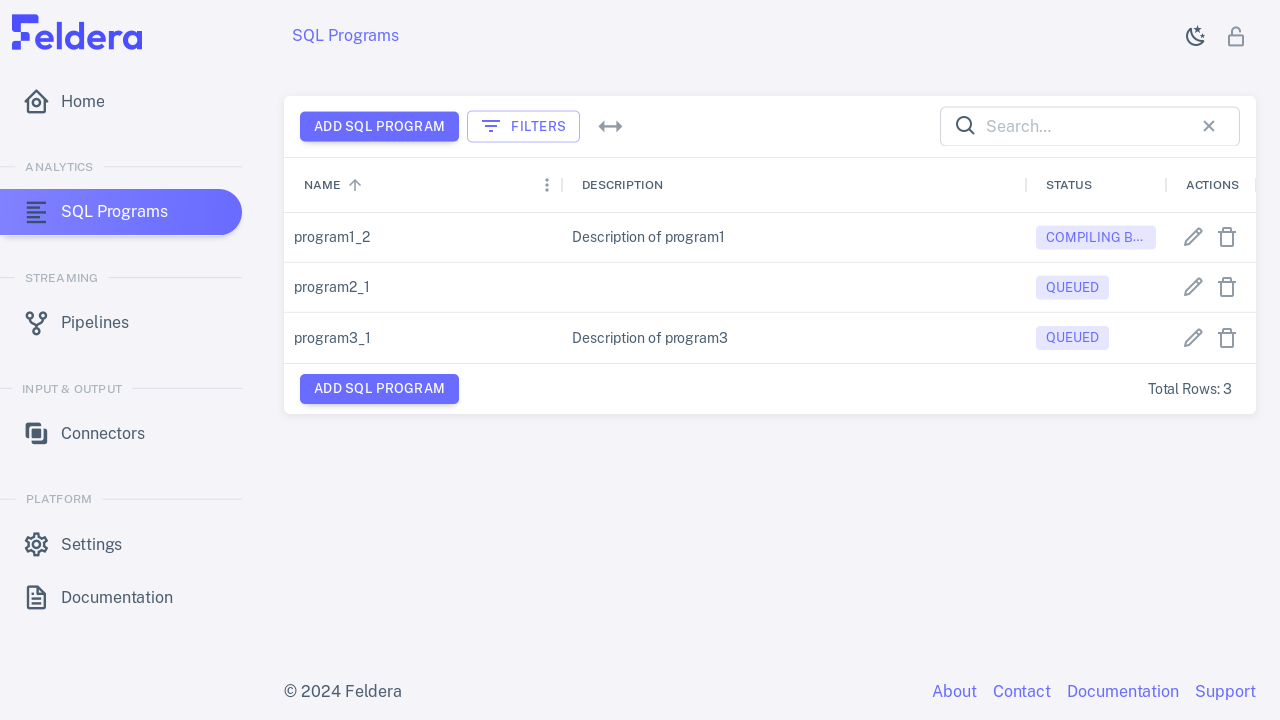 Feldera
SQL Programs
Home
ANALYTICS
SQL Programs
STREAMING
Pipelines
INPUT & OUTPUT
Connectors
PLATFORM
Settings
Documentation
ADD SQL PROGRAM
FILTERS
Search...
NAME
DESCRIPTION
STATUS
ACTIONS
program1_2
Description of program1
COMPILING B...
program2_1
QUEUED
program3_1
Description of program3
QUEUED
ADD SQL PROGRAM
Total Rows: 3
© 2024 Feldera
About
Contact
Documentation
Support